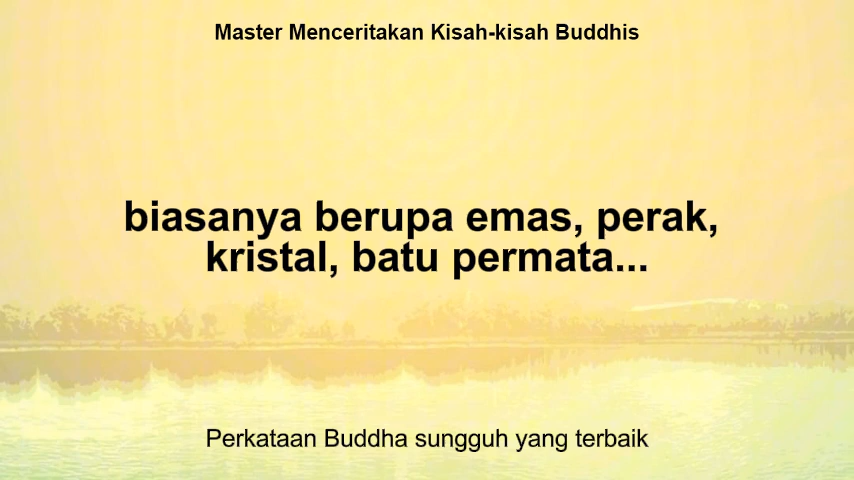 Master Menceritakan Kisah-kisah Buddhis
biasanya berupa emas, perak,
kristal, batu permata...
Perkataan Buddha sungguh yang terbaik